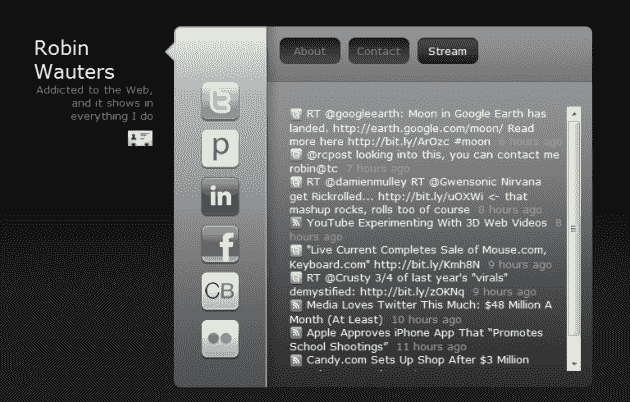 Robin
Wauters
Addicted to the Web,
and it shows in
everything I do
About
Contact
Stream
t
p
in
f
CB
RT @googleearth: Moon in Google Earth has
landed. http://earth.google.com/moon/ Read
more here http://bit.ly/ArOzc #moon 6 hours ago
@rcpost looking into this, you can contact me
robin@tc 7 hours ago
RT @damienmulley RT @Gwensonic Nirvana
get Rickrolled... http://bit.ly/uOXWi <- that
mashup rocks, rolls too of course 8 hours ago
YouTube Experimenting With 3D Web Videos 8
hours ago
"Live Current Completes Sale of Mouse.com,
Keyboard.com" http://bit.ly/Kmh8N 9 hours ago
RT @Crusty 3/4 of last year's "virals"
demystified: http://bit.ly/zOKNq 9 hours ago
Media Loves Twitter This Much: $48 Million A
Month (At Least) 10 hours ago
Apple Approves iPhone App That "Promotes
School Shootings" 11 hours ago
Candy.com Sets Up Shop After $3 Million